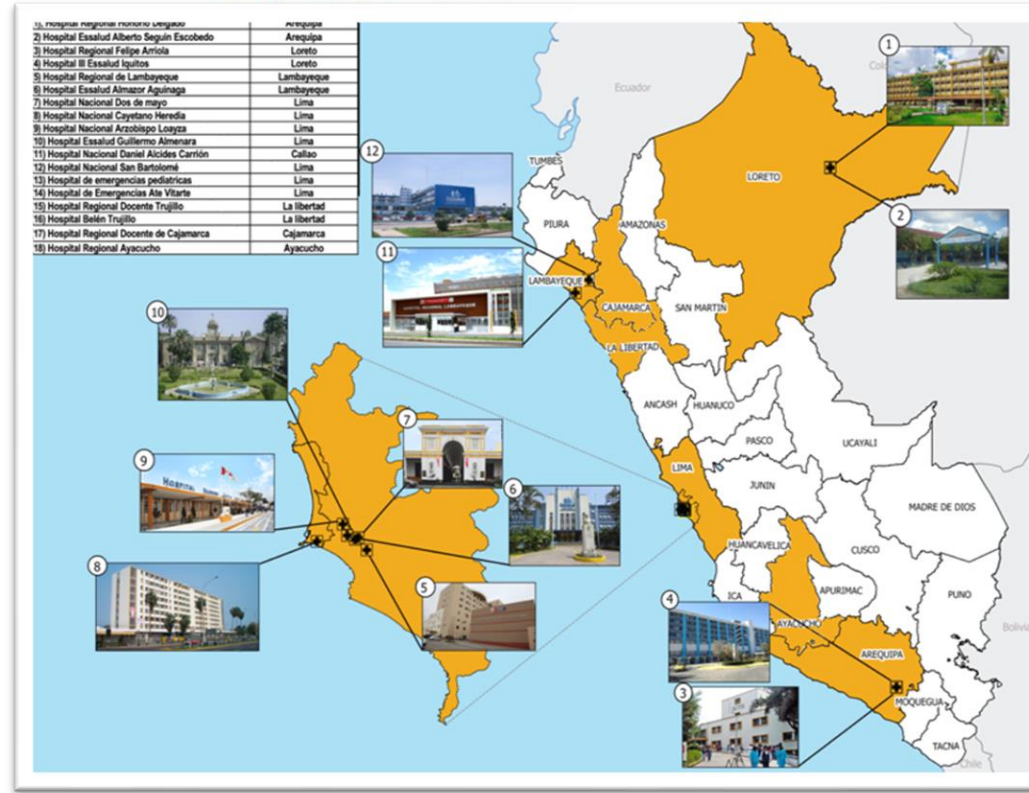 1), Hospital Regional Honorio Delgado Arequipa
2) Hospital Essalud Alberto Seguin Escobedo Arequipa
3) Hospital Regional Felipe Arriola Loreto
4) Hospital III Essalud Iquitos Loreto
5) Hospital Regional de Lambayeque Lambayeque
6) Hospital Essalud Almazor Aguinaga Lambayeque
7) Hospital Nacional Dos de mayo Lima
8) Hospital Nacional Cayetano Heredia Lima
9) Hospital Nacional Arzobispo Loayza Lima
10) Hospital Essalud Guillermo Almenara Lima
11) Hospital Nacional Daniel Alcides Carrión Callao
12) Hospital Nacional San Bartolomé Lima
13) Hospital de emergencias pediatricas Lima
14) Hospital de Emergencias Ate Vitarte Lima
15) Hospital Regional Docente Trujillo La libertad
16) Hospital Belén Trujillo La libertad
17) Hospital Regional Docente de Cajamarca Cajamarca
18) Hospital Regional Ayacucho Ayacucho
1
Ecuador
12
TUMBES
LORETO
2
PIURA
AMAZONAS
11
LAMBAYEQUE
CAJAMARCA
SAN MARTIN
10
LA LIBERTAD
ANCASH
HUANUCO
7
PASCO
UCAYALI
9
HOSPITAL
LIMA
6
JUNIN
MADRE DE DIOS
8
HUANCAVELICA
CUSCO
5
ICA
APURIMAC
PUNO
4
AYACUCHO
Bolivia
AREQUIPA
3
MOQUEGUA
TACNA
Chile